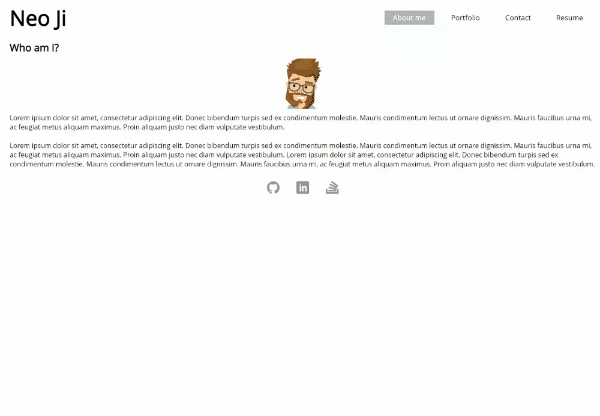 Neo Ji
About me
Portfolio
Contact
Resume
Who am I?
Lorem ipsum dolor sit amet, consectetur adipiscing elit. Donec bibendum turpis sed ex condimentum molestie. Mauris condimentum lectus ut ornare dignissim. Mauris faucibus urna mi,
ac feugiat metus aliquam maximus. Proin aliquam justo nec diam vulputate vestibulum.
Lorem ipsum dolor sit amet, consectetur adipiscing elit. Donec bibendum turpis sed ex condimentum molestie. Mauris condimentum lectus ut ornare dignissim. Mauris faucibus urna mi,
ac feugiat metus aliquam maximus. Proin aliquam justo nec diam vulputate vestibulum. Lorem ipsum dolor sit amet, consectetur adipiscing elit. Donec bibendum turpis sed ex
condimentum molestie. Mauris condimentum lectus ut ornare dignissim. Mauris faucibus urna mi, ac feugiat metus aliquam maximus. Proin aliquam justo nec diam vulputate vestibulum.
in